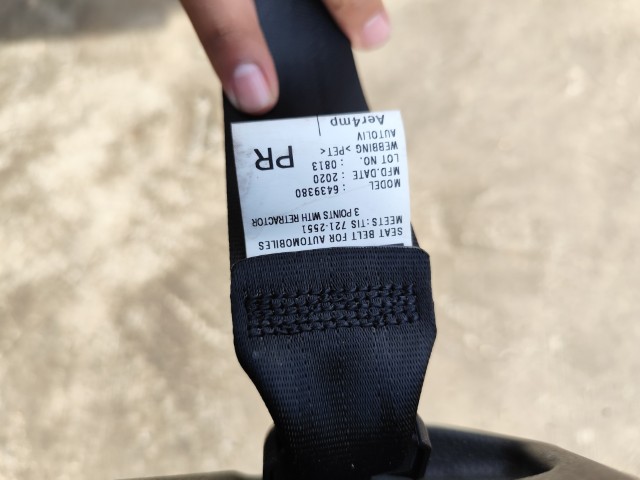 SEAT BELT FOR AUTOMOBILES
MEETS : TIS 721-2551
3 POINTS WITH RETRACTOR
MODEL : 6439380
MFD.DATE : 2020
LOT NO. : 0813
WEBBING >PET<
AUTOLIV
PR
Aer4mp